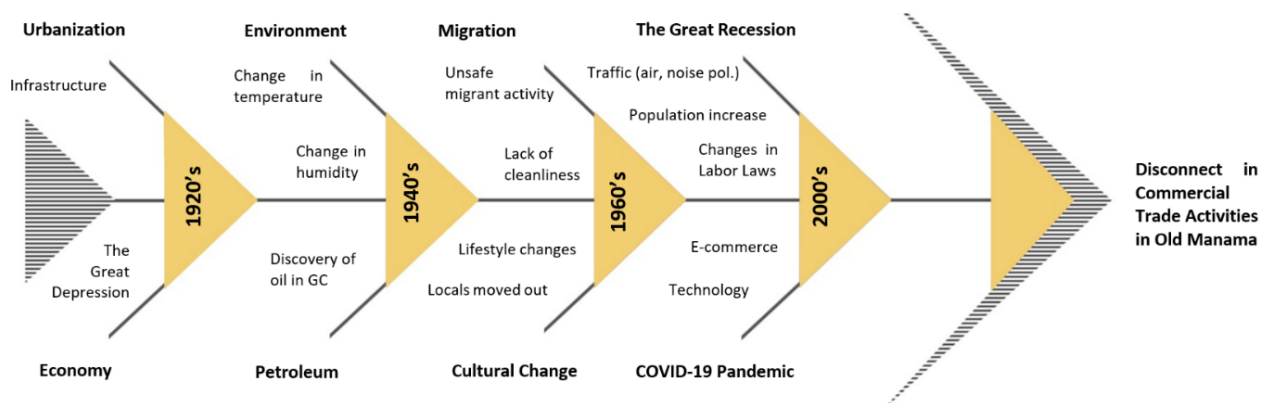 Urbanization
Environment
Migration
The Great Recession
Infrastructure
Change in
temperature
Unsafe
migrant activity
Traffic (air, noise pol.)
Population increase
Change in
humidity
Lack of
cleanliness
Changes in
Labor Laws
1920's
1940's
1960's
2000's
Disconnect in
Commercial
Trade Activities
in Old Manama
The
Great
Depression
Discovery of
oil in GC
Lifestyle changes
Locals moved out
E-commerce
Technology
Economy
Petroleum
Cultural Change
COVID-19 Pandemic